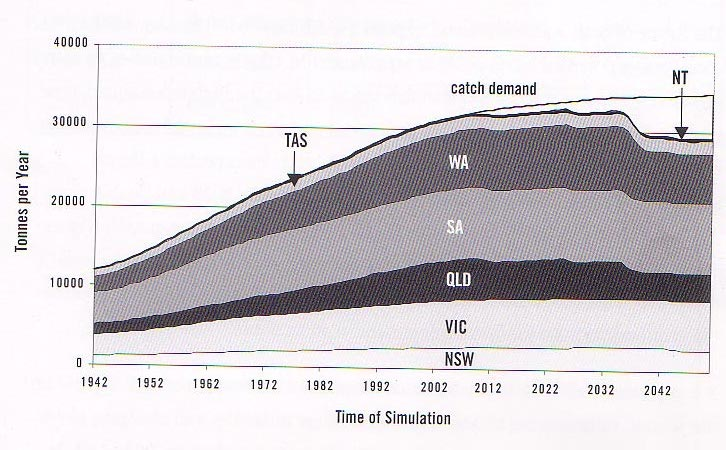 40000
30000
20000
10000
0
Tonnes per Year
catch demand
NT
TAS
WA
SA
QLD
VIC
NSW
1942 1952 1962 1972 1982 1992 2002 2012 2022 2032 2042
Time of Simulation